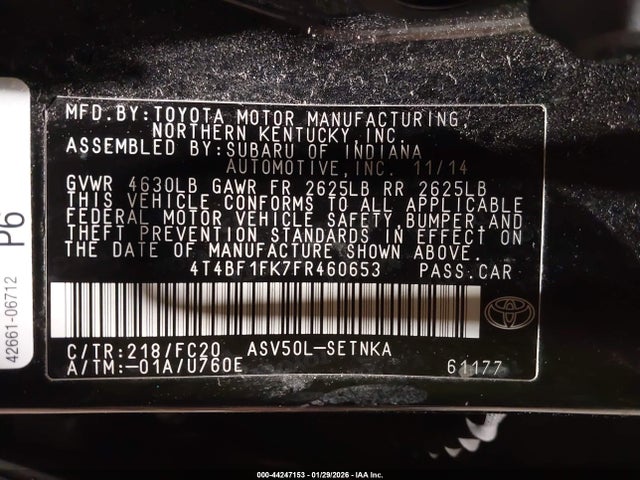 MFD.BY:TOYOTA MOTOR MANUFACTURING,
NORTHERN KENTUCKY,INC.
ASSEMBLED BY:SUBARU OF INDIANA
AUTOMOTIVE,INC. 11/14
GVWR 4630LB GAWR FR 2625LB RR 2625LB
THIS VEHICLE CONFORMS TO ALL APPLICABLE
FEDERAL MOTOR VEHICLE SAFETY, BUMPER AND
THEFT PREVENTION STANDARDS IN EFFECT ON
THE DATE OF MANUFACTURE SHOWN ABOVE.
4T4BF1FK7FR460653 PASS.CAR
C/TR:218/FC20 ASV50L-SETNKA
A/TM:-01A/U760E 61177
P6
42661-06712
000-44247153 - 01/29/2026 - IAA Inc.